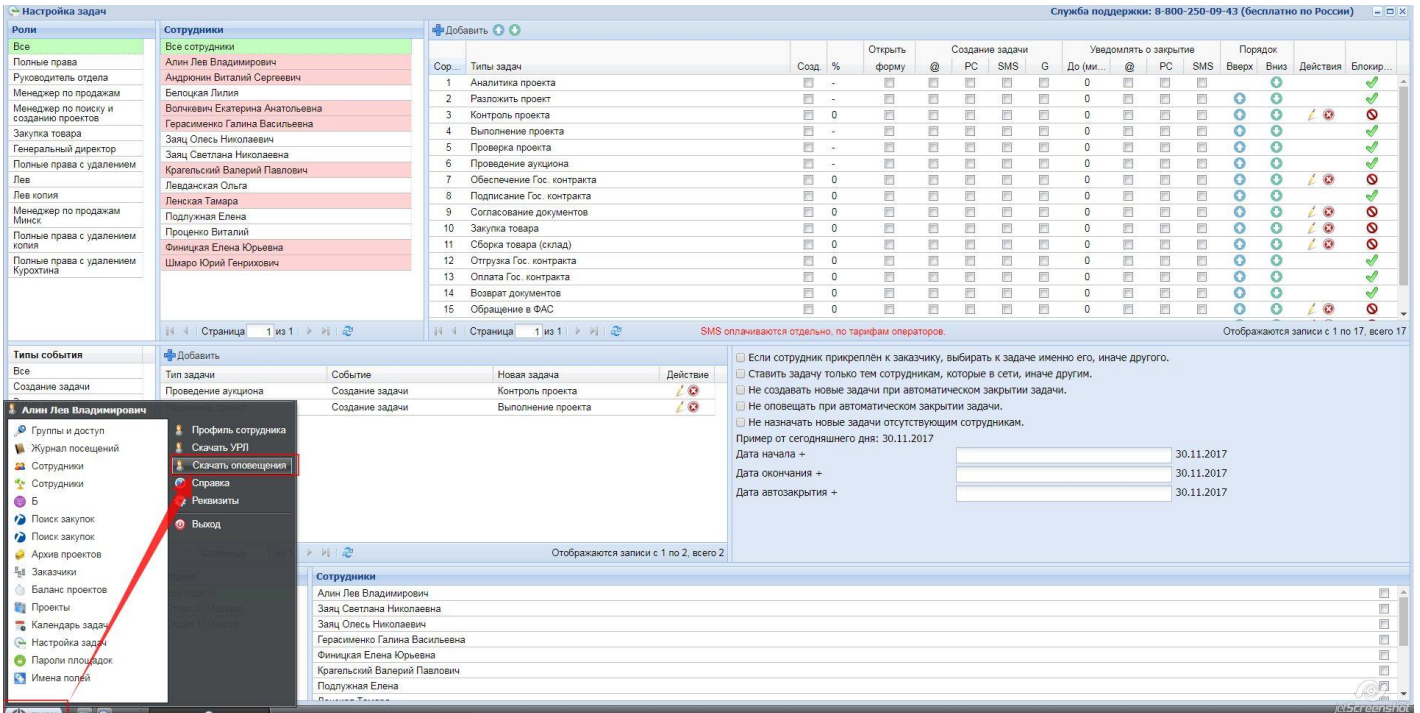 Настройка задач
Служба поддержки: 8-800-250-09-43 (бесплатно по России)
Роли
Все
Полные права
Руководитель отдела
Менеджер по продажам
Менеджер по поиску и
созданию проектов
Закупка товара
Генеральный директор
Полные права с удалением
Лев
Лев копия
Менеджер по продажам
Минск
Полные права с удалением
копия
Полные права с удалением
Курохтина
Сотрудники
Все сотрудники
Алин Лев Владимирович
Андрюнин Виталий Сергеевич
Белоцкая Лилия
Волчкевич Екатерина Анатольевна
Герасименко Галина Васильевна
Заяц Олесь Николаевич
Заяц Светлана Николаевна
Крагельский Валерий Павлович
Левданская Ольга
Ленская Тамара
Подлужная Елена
Проценко Виталий
Финицкая Елена Юрьевна
Шмаро Юрий Генрихович
Страница 1 из 1
Добавить
Открыть Создание задачи Уведомлять о закрытие Порядок
Сор... Типы задач Созд. % форму @ PC SMS G До (ми... @ PC SMS Вверх Вниз Действия Блокир...
1 Аналитика проекта - 0
2 Разложить проект - 0
3 Контроль проекта 0 0
4 Выполнение проекта - 0
5 Проверка проекта - 0
6 Проведение аукциона - 0
7 Обеспечение Гос. контракта 0 0
8 Подписание Гос. контракта 0 0
9 Согласование документов 0 0
10 Закупка товара 0 0
11 Сборка товара (склад) 0 0
12 Отгрузка Гос. контракта 0 0
13 Оплата Гос. контракта 0 0
14 Возврат документов 0 0
15 Обращение в ФАС 0 0
Страница 1 из 1
SMS оплачиваются отдельно, по тарифам операторов.
Отображаются записи с 1 по 17, всего 17
Типы события
Все
Создание задачи
Добавить
Тип задачи Событие Новая задача Действие
Проведение аукциона Создание задачи Контроль проекта
Создание задачи Выполнение проекта
Отображаются записи с 1 по 2, всего 2
Если сотрудник прикреплён к заказчику, выбирать к задаче именно его, иначе другого.
Ставить задачу только тем сотрудникам, которые в сети, иначе другим.
Не создавать новые задачи при автоматическом закрытии задачи.
Не оповещать при автоматическом закрытии задачи.
Не назначать новые задачи отсутствующим сотрудникам.
Пример от сегодняшнего дня: 30.11.2017
Дата начала + 30.11.2017
Дата окончания + 30.11.2017
Дата автозакрытия + 30.11.2017
Алин Лев Владимирович
Группы и доступ
Журнал посещений
Сотрудники
Сотрудники
Б
Поиск закупок
Поиск закупок
Архив проектов
Заказчики
Баланс проектов
Проекты
Календарь задач
Настройка задач
Пароли площадок
Имена полей
Профиль сотрудника
Скачать УРЛ
Скачать оповещения
Справка
Реквизиты
Выход
Сотрудники
Алин Лев Владимирович
Заяц Светлана Николаевна
Заяц Олесь Николаевич
Герасименко Галина Васильевна
Финицкая Елена Юрьевна
Крагельский Валерий Павлович
Подлужная Елена
Ленская Тамара
jetScreenshot